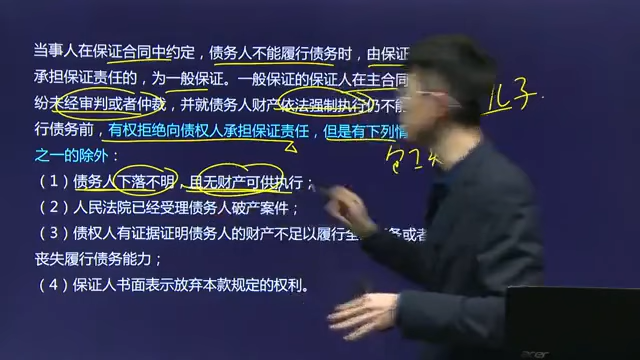 当事人在保证合同中约定，债务人不能履行债务时，由保证
承担保证责任的，为一般保证。一般保证的保证人在主合同
纷未经审判或者仲裁，并就债务人财产依法强制执行仍不能
行债务前，有权拒绝向债权人承担保证责任，但是有下列情
之一的除外：
（1）债务人下落不明，且无财产可供执行；
（2）人民法院已经受理债务人破产案件；
（3）债权人有证据证明债务人的财产不足以履行全 务或者
丧失履行债务能力；
（4）保证人书面表示放弃本款规定的权利。
儿子
acer